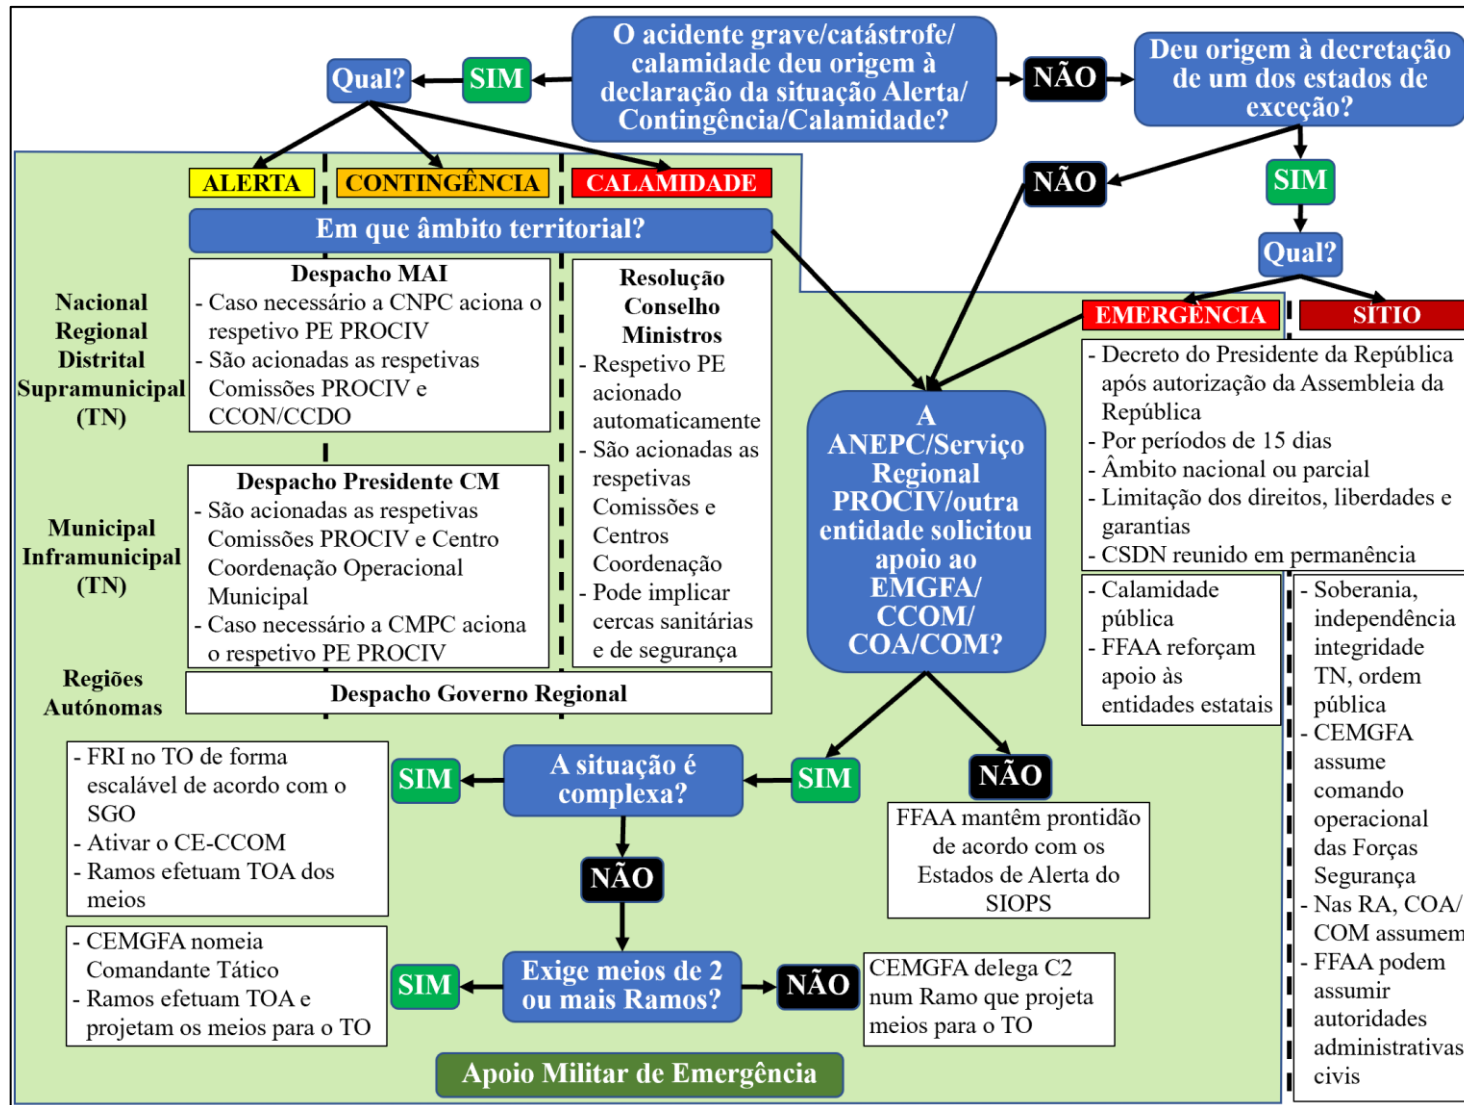 O acidente grave/catástrofe/
calamidade deu origem à
declaração da situação Alerta/
Contingência/Calamidade?
SIM
Qual?
NÃO
Deu origem à decretação
de um dos estados de
exceção?
NÃO
SIM
Qual?
ALERTA
CONTINGÊNCIA
CALAMIDADE
Em que âmbito territorial?
Nacional
Regional
Distrital
Supramunicipal
(TN)
Despacho MAI
- Caso necessário a CNPC aciona o
respetivo PE PROCIV
- São acionadas as respetivas
Comissões PROCIV e
CCON/CCDO
Resolução
Conselho
Ministros
- Respetivo PE
acionado
automaticamente
- São acionadas as
respetivas
Comissões e
Centros
Coordenação
- Pode implicar
cercas sanitárias
e de segurança
Municipal
Inframunicipal
(TN)
Despacho Presidente CM
- São acionadas as respetivas
Comissões PROCIV e Centro
Coordenação Operacional
Municipal
- Caso necessário a CMPC aciona
o respetivo PE PROCIV
Regiões
Autónomas
Despacho Governo Regional
EMERGÊNCIA
SÍTIO
- Decreto do Presidente da República
após autorização da Assembleia da
República
- Por períodos de 15 dias
- Âmbito nacional ou parcial
- Limitação dos direitos, liberdades e
garantias
- CSDN reunido em permanência
- Calamidade
pública
- FFAA reforçam
apoio às
entidades estatais
- Soberania,
independência
integridade
TN, ordem
pública
- CEMGFA
assume
comando
operacional
das Forças
Segurança
- Nas RA, COA/
COM assumem
- FFAA podem
assumir
autoridades
administrativas
civis
A
ANEPC/Serviço
Regional
PROCIV/outra
entidade solicitou
apoio ao
EMGFA/
CCOM/
COA/COM?
SIM
NÃO
FFAA mantêm prontidão
de acordo com os
Estados de Alerta do
SIOPS
A situação é
complexa?
SIM
- FRI no TO de forma
escalável de acordo com o
SGO
- Ativar o CE-CCOM
- Ramos efetuam TOA dos
meios
NÃO
Exige meios de 2
ou mais Ramos?
SIM
- CEMGFA nomeia
Comandante Tático
- Ramos efetuam TOA e
projetam os meios para o TO
NÃO
CEMGFA delega C2
num Ramo que projeta
meios para o TO
Apoio Militar de Emergência